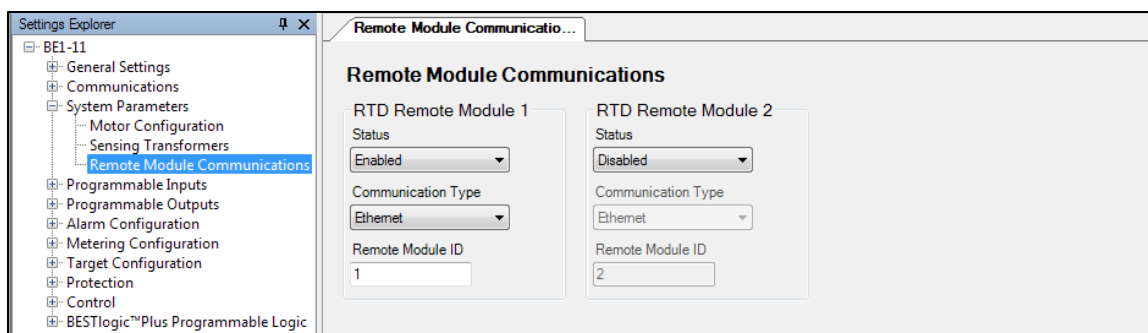 Settings Explorer
BE1-11
General Settings
Communications
System Parameters
Motor Configuration
Sensing Transformers
Remote Module Communications
Programmable Inputs
Programmable Outputs
Alarm Configuration
Metering Configuration
Target Configuration
Protection
Control
BESTlogic™Plus Programmable Logic
Remote Module Communicatio...
Remote Module Communications
RTD Remote Module 1
Status
Enabled
Communication Type
Ethernet
Remote Module ID
1
RTD Remote Module 2
Status
Disabled
Communication Type
Ethernet
Remote Module ID
2